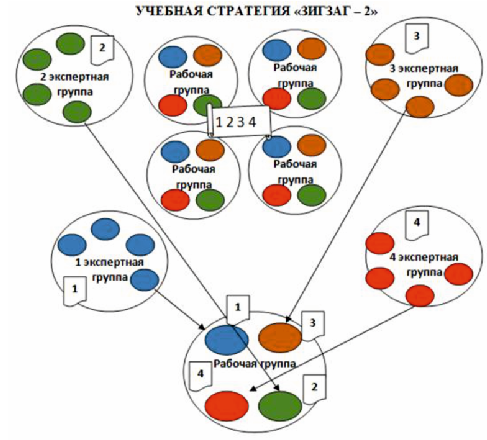 УЧЕБНАЯ СТРАТЕГИЯ «ЗИГЗАГ – 2»
2
2 экспертная
группа
Рабочая
группа
Рабочая
группа
3
3 экспертная
группа
1 2 3 4
Рабочая
группа
Рабочая
группа
1 экспертная
группа
1
4
4 экспертная
группа
1
3
Рабочая группа
4
2